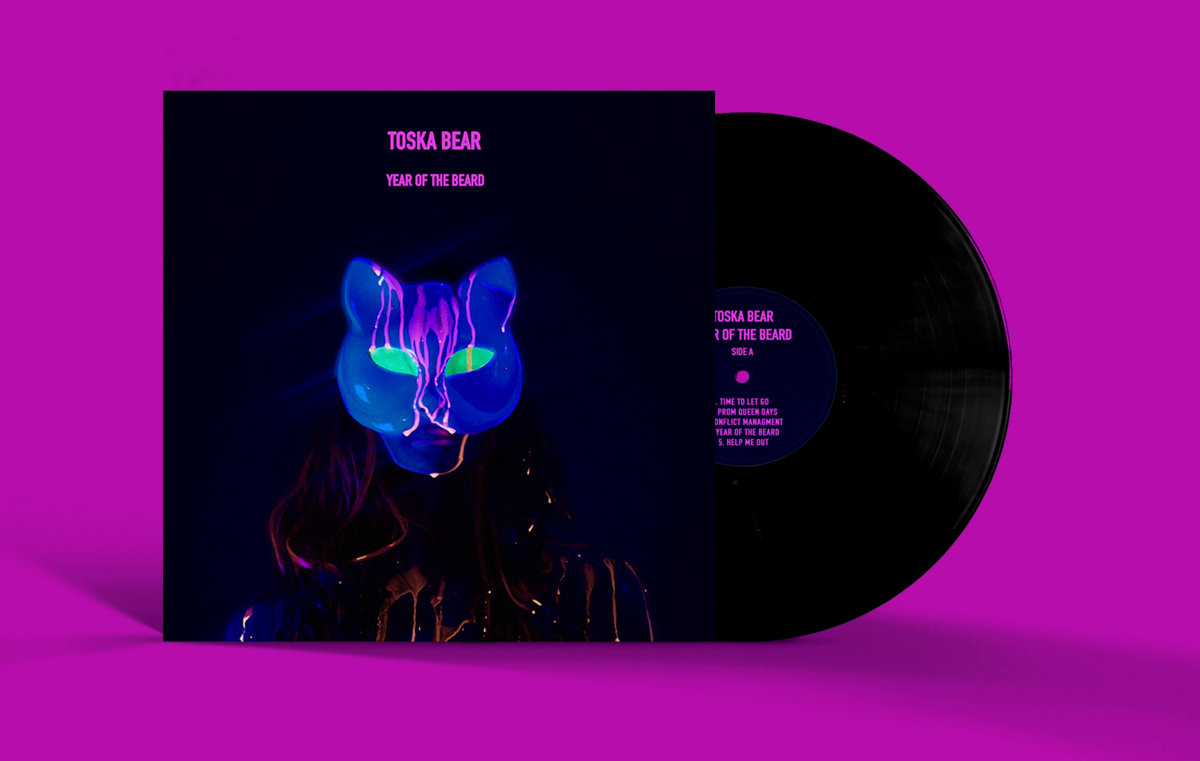 TOSKA BEAR
YEAR OF THE BEARD
TOSKA BEAR
R OF THE BEARD
SIDE A
. TIME TO LET GO
PROM QUEEN DAYS
ONFLICT MANAGMENT
YEAR OF THE BEARD
5. HELP ME OUT